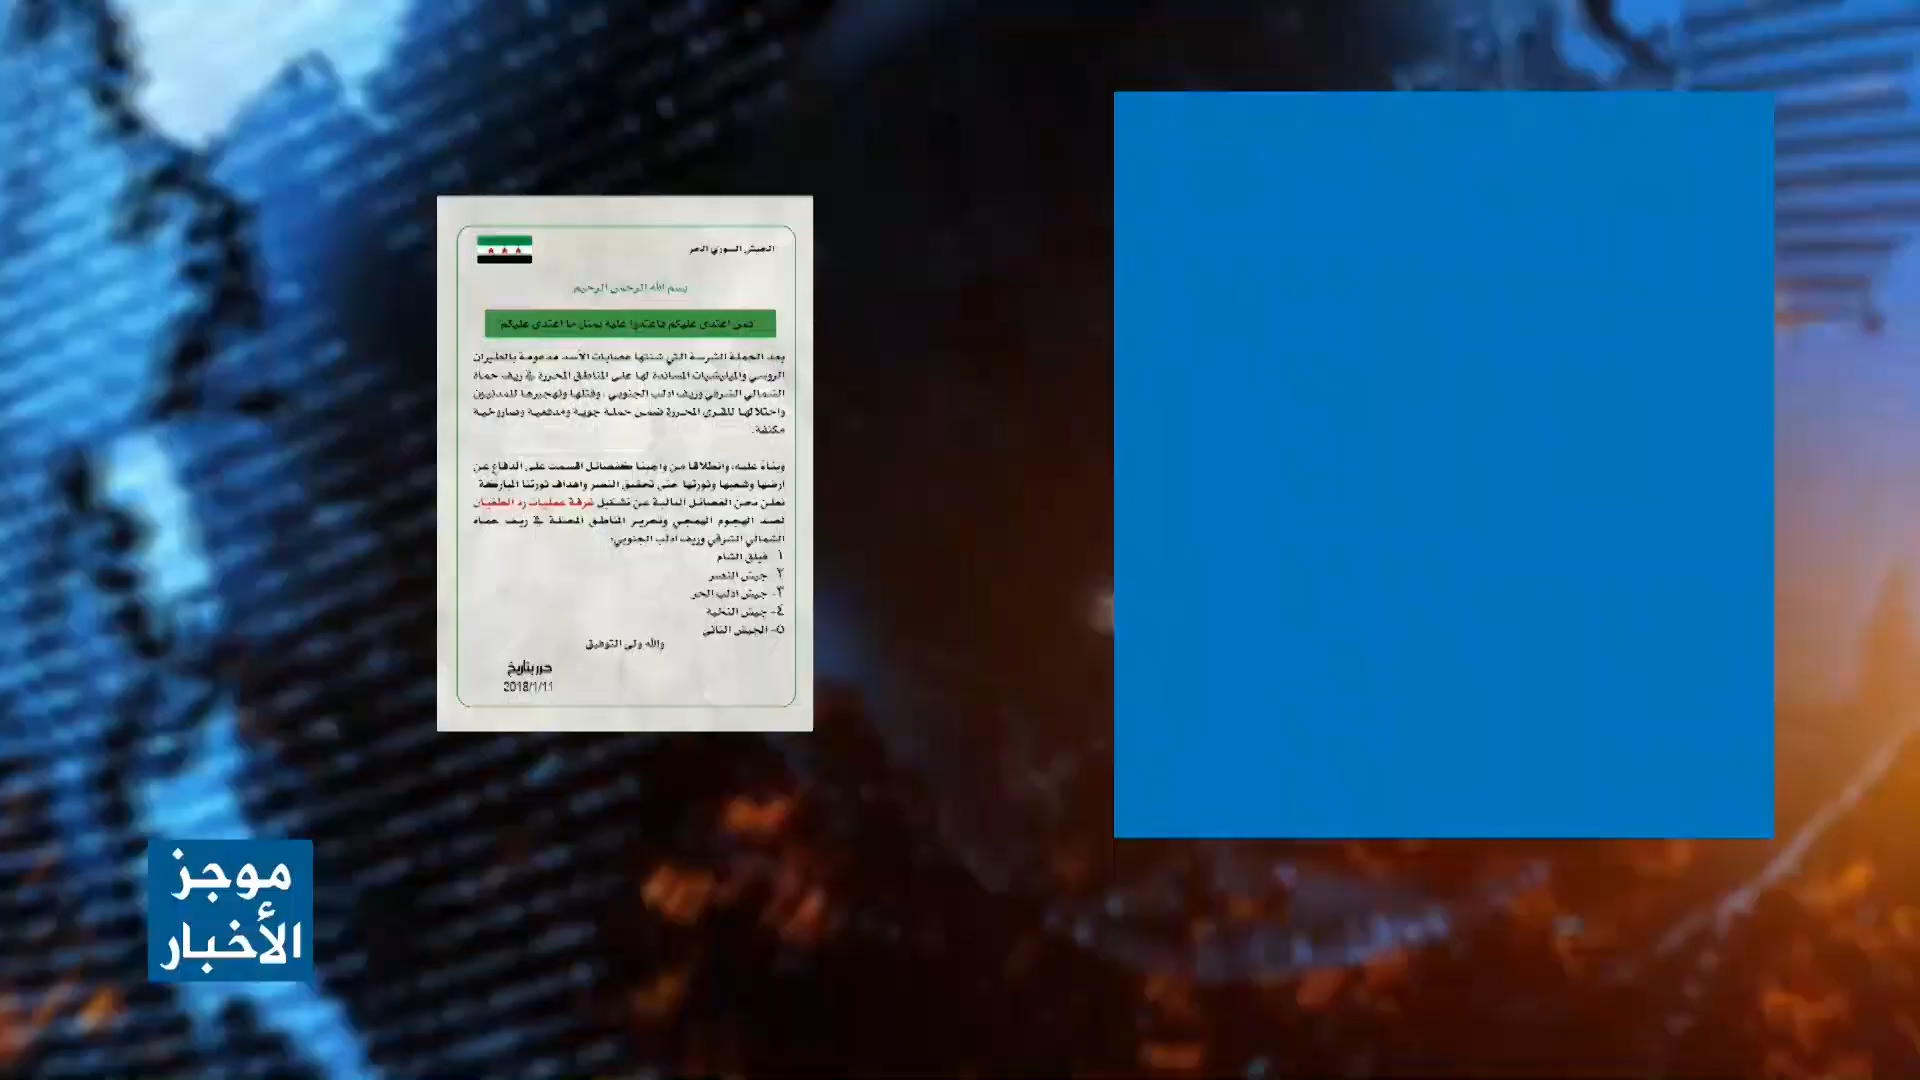 الجيش السوري الحر
بسم الله الرحمن الرحيم
"فمن اعتدى عليكم فاعتدوا عليه بمثل ما اعتدى عليكم"
بعد الحملة الشرسة التي شنتها عصابات الأسد مدعومة بالطيران
الروسي والميليشيات المساندة لها على المناطق المحررة في ريف حماة
الشمالي الشرقي وريف ادلب الجنوبي ، وقتلها وتهجيرها للمدنيين
واحتلالها للقرى المحررة ضمن حملة جوية ومدفعية وصاروخية
مكثفة.
وبناءً عليه، وانطلاقا من واجبنا كفصائل اقسمت على الدفاع عن
ارضها وشعبها وثورتها حتى تحقيق النصر واهداف ثورتنا المباركة
نعلن نحن الفصائل التالية عن تشكيل غرفة عمليات رد الطغيان
لصد الهجوم الهمجي وتحرير المناطق المحتلة في ريف حماة
الشمالي الشرقي وريف ادلب الجنوبي:
١- فيلق الشام
٢- جيش النصر
٣- جيش ادلب الحر
٤- جيش النخبة
٥- الجيش الثاني
والله ولي التوفيق
حرر بتاريخ
2018/1/11
موجز
الأخبار